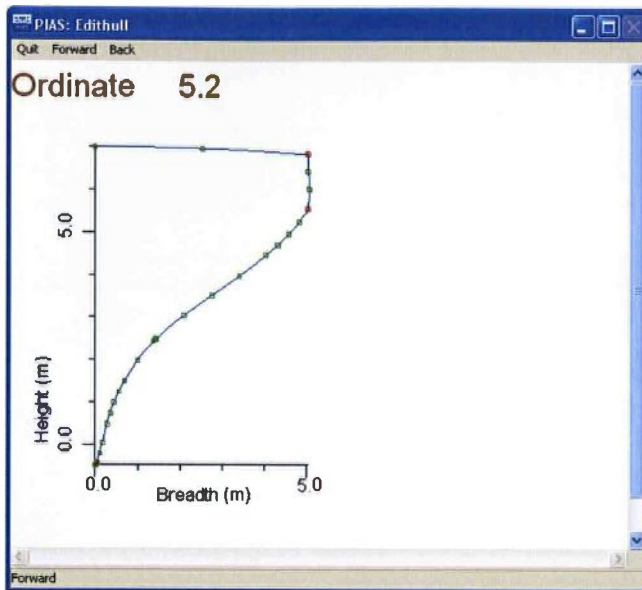 PIAS: Edithull
Quit Forward Back
Ordinate 5.2
5.0
Height (m)
0.0
0.0
5.0
Breadth (m)
Forward